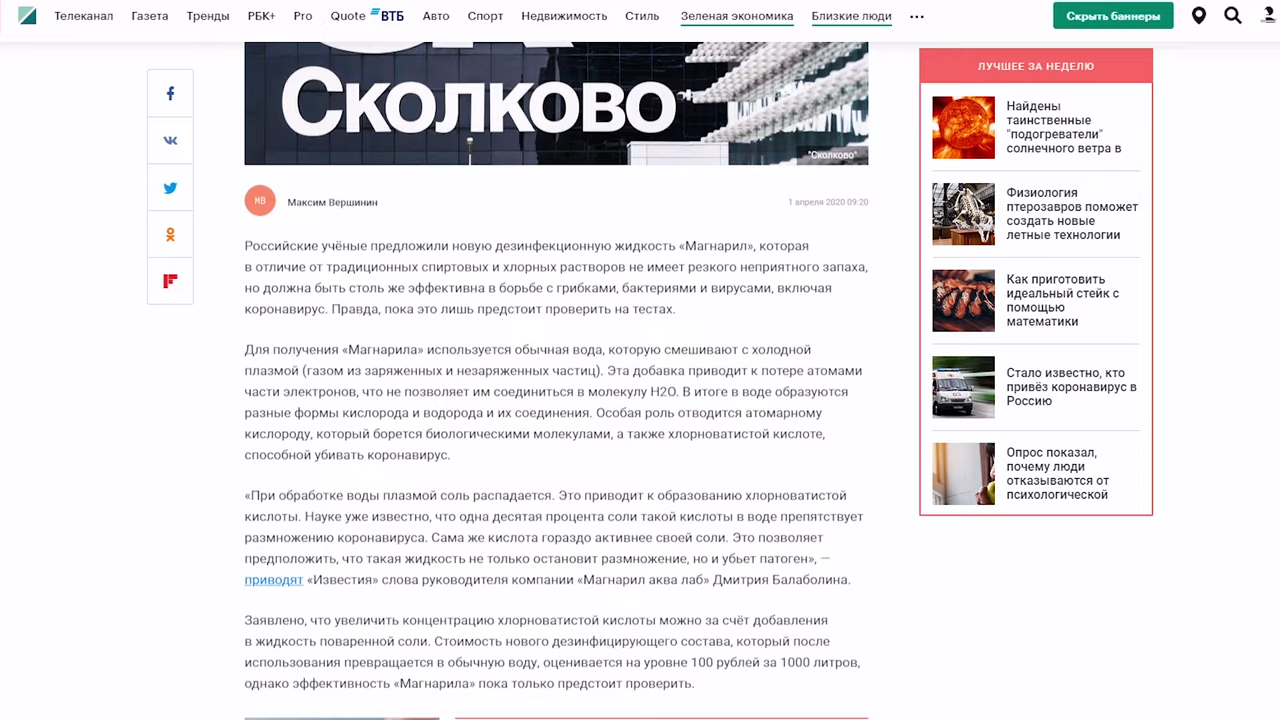 Телеканал Газета Тренды РБК+ Pro Quote ВТБ Авто Спорт Недвижимость Стиль Зеленая экономика Близкие люди ... Скрыть баннеры
Сколково
"Сколково"
МВ Максим Вершинин 1 апреля 2020 09:20
Российские учёные предложили новую дезинфекционную жидкость «Магнарил», которая
в отличие от традиционных спиртовых и хлорных растворов не имеет резкого неприятного запаха,
но должна быть столь же эффективна в борьбе с грибками, бактериями и вирусами, включая
коронавирус. Правда, пока это лишь предстоит проверить на тестах.
Для получения «Магнарила» используется обычная вода, которую смешивают с холодной
плазмой (газом из заряженных и незаряженных частиц). Эта добавка приводит к потере атомами
части электронов, что не позволяет им соединиться в молекулу H2O. В итоге в воде образуются
разные формы кислорода и водорода и их соединения. Особая роль отводится атомарному
кислороду, который борется биологическими молекулами, а также хлорноватистой кислоте,
способной убивать коронавирус.
«При обработке воды плазмой соль распадается. Это приводит к образованию хлорноватистой
кислоты. Науке уже известно, что одна десятая процента соли такой кислоты в воде препятствует
размножению коронавируса. Сама же кислота гораздо активнее своей соли. Это позволяет
предположить, что такая жидкость не только остановит размножение, но и убьет патоген», —
приводят «Известия» слова руководителя компании «Магнарил аква лаб» Дмитрия Балаболина.
Заявлено, что увеличить концентрацию хлорноватистой кислоты можно за счёт добавления
в жидкость поваренной соли. Стоимость нового дезинфицирующего состава, который после
использования превращается в обычную воду, оценивается на уровне 100 рублей за 1000 литров,
однако эффективность «Магнарила» пока только предстоит проверить.
ЛУЧШЕЕ ЗА НЕДЕЛЮ
Найдены
таинственные
"подогреватели"
солнечного ветра в
Физиология
птерозавров поможет
создать новые
летные технологии
Как приготовить
идеальный стейк с
помощью
математики
Стало известно, кто
привёз коронавирус в
Россию
Опрос показал,
почему люди
отказываются от
психологической